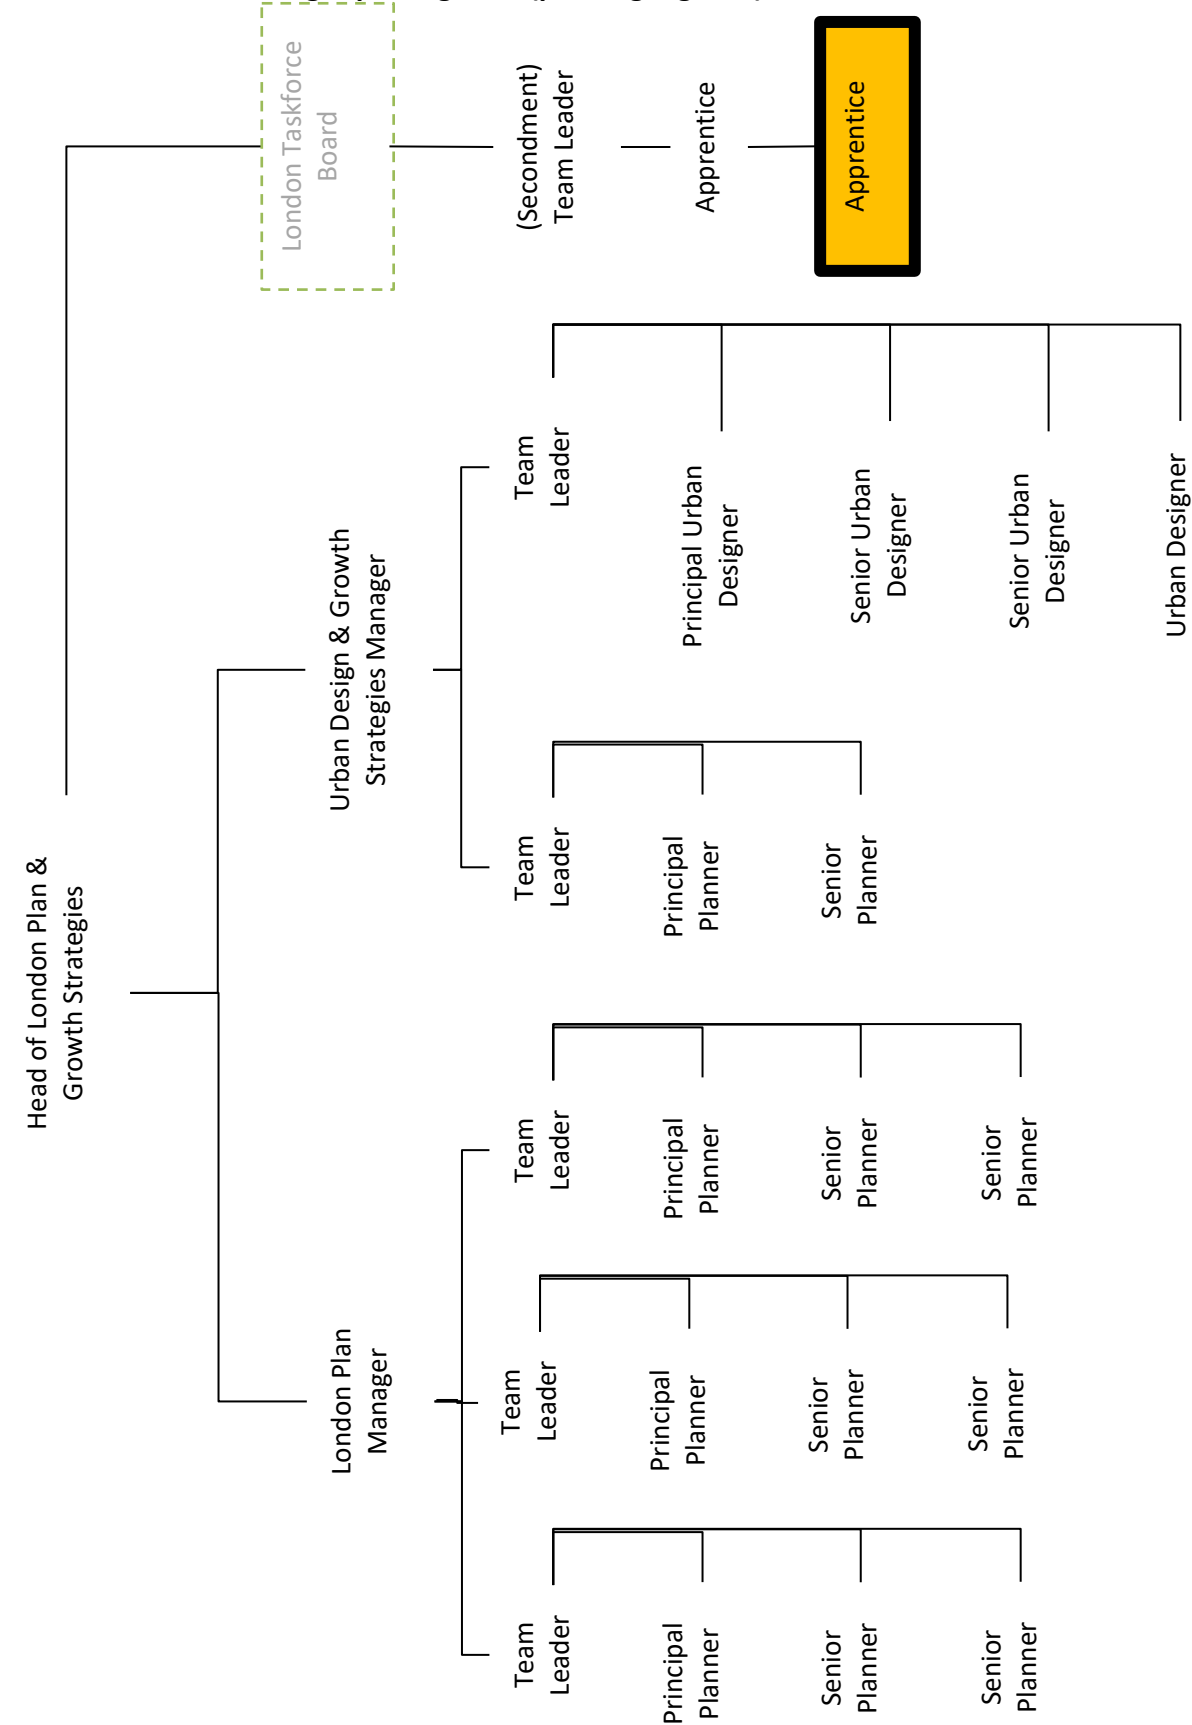 Head of London Plan &
Growth Strategies
London Plan
Manager
Urban Design & Growth
Strategies Manager
London Taskforce
Board
Team
Leader
Principal
Planner
Senior
Planner
Senior
Planner
Team
Leader
Principal
Planner
Senior
Planner
Senior
Planner
Team
Leader
Principal
Planner
Senior
Planner
Senior
Planner
Team
Leader
Principal
Planner
Senior
Planner
Team
Leader
Principal Urban
Designer
Senior Urban
Designer
Senior Urban
Designer
Urban Designer
(Secondment)
Team Leader
Apprentice
Apprentice